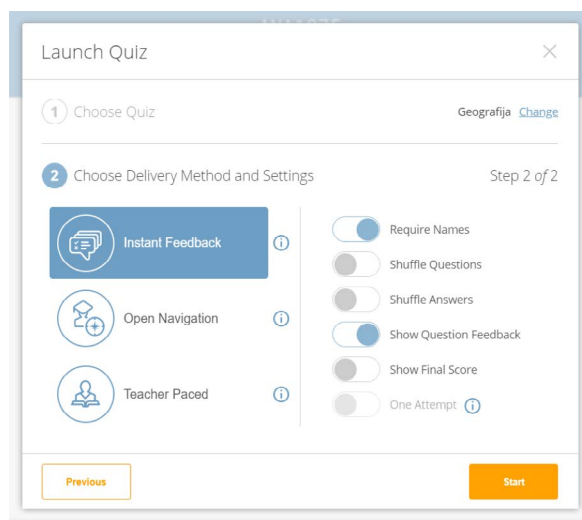 Launch Quiz
1 Choose Quiz
Geografija Change
2 Choose Delivery Method and Settings
Step 2 of 2
Instant Feedback
Open Navigation
Teacher Paced
Require Names
Shuffle Questions
Shuffle Answers
Show Question Feedback
Show Final Score
One Attempt
Previous
Start